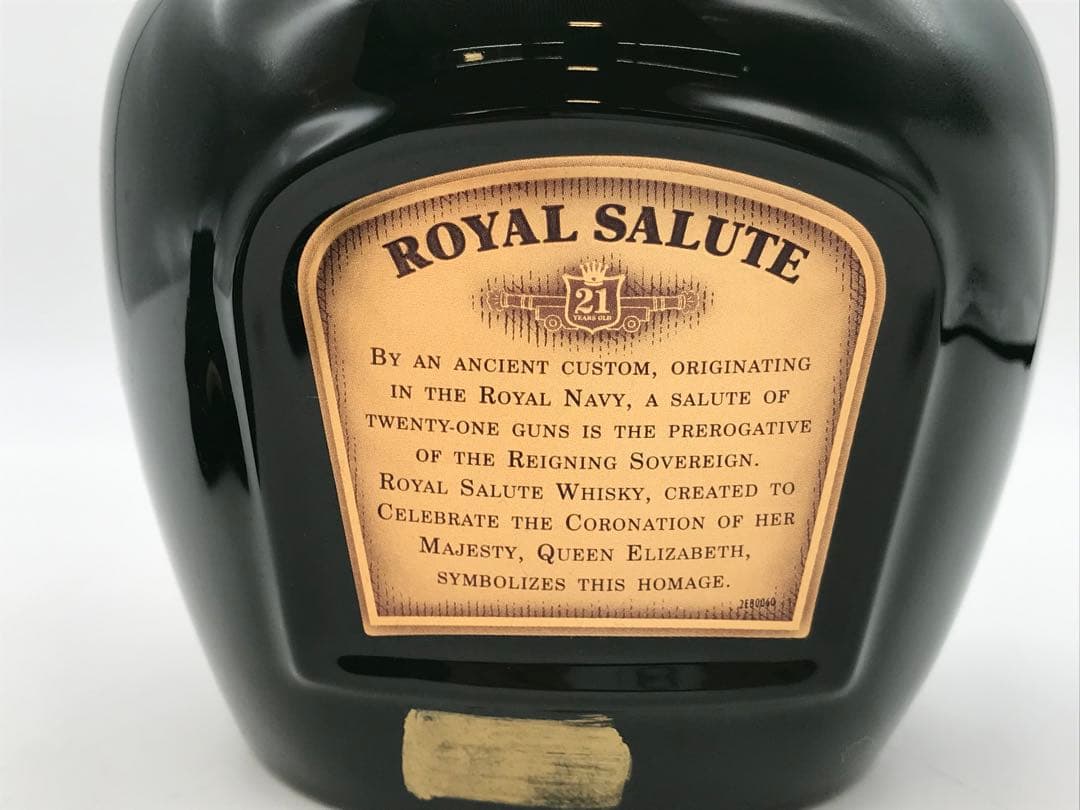 ROYAL SALUTE
21
YEARS OLD
BY AN ANCIENT CUSTOM, ORIGINATING
IN THE ROYAL NAVY, A SALUTE OF
TWENTY-ONE GUNS IS THE PREROGATIVE
OF THE REIGNING SOVEREIGN.
ROYAL SALUTE WHISKY, CREATED TO
CELEBRATE THE CORONATION OF HER
MAJESTY, QUEEN ELIZABETH,
SYMBOLIZES THIS HOMAGE.